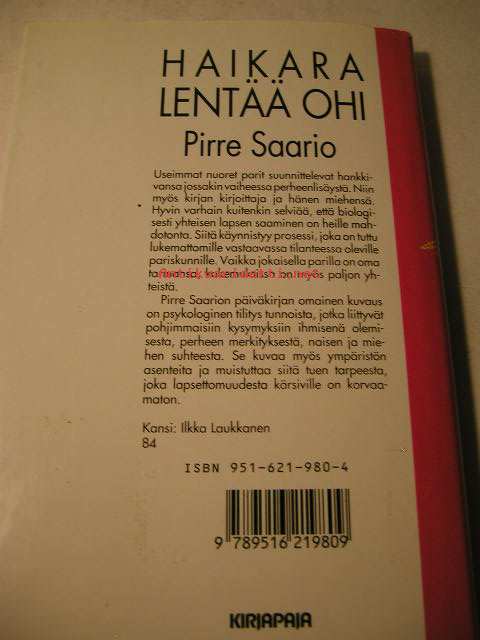 HAIKARA
LENTÄÄ OHI
Pirre Saario
Useimmat nuoret parit suunnittelevat hankki-
vansa jossakin vaiheessa perheenlisäystä. Niin
myös kirjan kirjoittaja ja hänen miehensä.
Hyvin varhain kuitenkin selviää, että biologi-
sesti yhteisen lapsen saaminen on heille mah-
dotonta. Siitä käynnistyy prosessi, joka on tuttu
lukemattomille vastaavassa tilanteessa oleville
pariskunnille. Vaikka jokaisella parilla on oma
tarinansa, kokemuksissa on myös paljon yh-
teistä.
Pirre Saarion päiväkirjan omainen kuvaus
on psykologinen tilitys tunnoista, jotka liittyvät
pohjimmaisiin kysymyksiin ihmisenä olemi-
sesta, perheen merkityksestä, naisen ja mie-
hen suhteesta. Se kuvaa myös ympäristön
asenteita ja muistuttaa siitä tuen tarpeesta,
joka lapsettomuudesta kärsiville on korvaa-
maton.
Kansi: Ilkka Laukkanen
84
ISBN 951-621-980-4
9 789516 219809
KIRJAPAJA